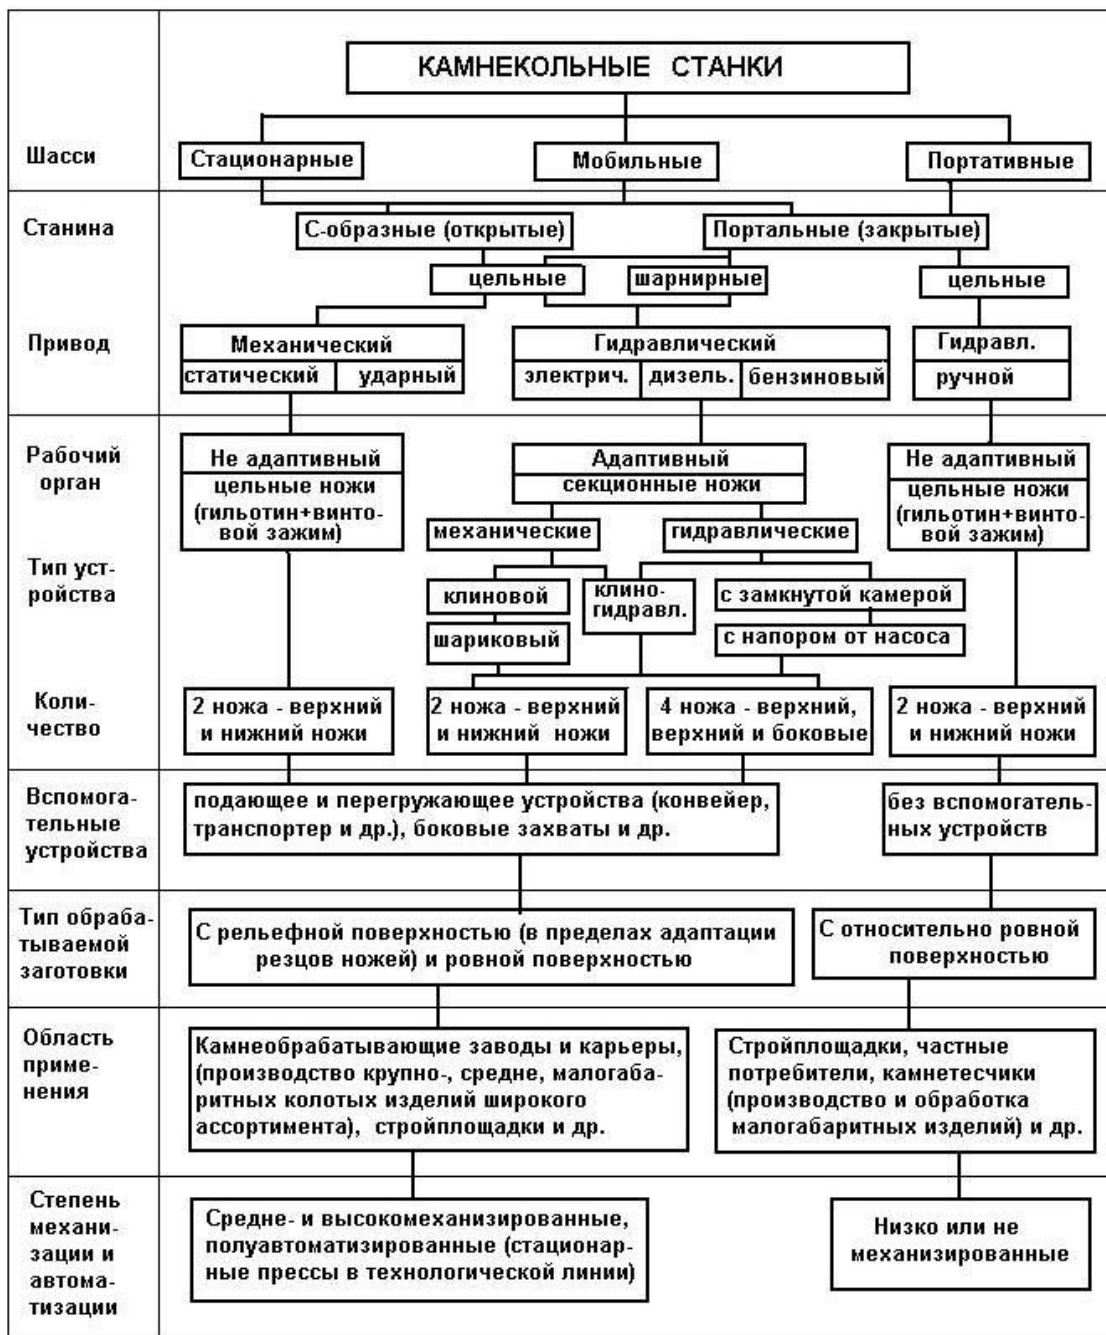 КАМНЕКОЛЬНЫЕ СТАНКИ
Шасси
Стационарные
Мобильные
Портативные
Станина
С-образные (открытые)
Портальные (закрытые)
цельные
шарнирные
цельные
Привод
Механический
статический
ударный
Гидравлический
электрич.
дизель.
бензиновый
Гидравл.
ручной
Рабочий
орган
Не адаптивный
цельные ножи
(гильотин+винто-
вой зажим)
Адаптивный
секционные ножи
Не адаптивный
цельные ножи
(гильотин+винто-
вой зажим)
механические
гидравлические
Тип уст-
ройства
клиновой
шариковый
клино-
гидравл.
с замкнутой камерой
с напором от насоса
Коли-
чество
2 ножа - верхний
и нижний ножи
2 ножа - верхний
и нижний ножи
4 ножа - верхний,
верхний и боковые
2 ножа - верхний
и нижний ножи
Вспомога-
тельные
устройства
подающее и перегружающее устройства (конвейер,
транспортер и др.), боковые захваты и др.
без вспомогатель-
ных устройств
Тип обраба-
тываемой
заготовки
С рельефной поверхностью (в пределах адаптации
резцов ножей) и ровной поверхностью
С относительно ровной
поверхностью
Область
приме-
нения
Камнеобрабатывающие заводы и карьеры,
(производство крупно-, средне, малогаба-
ритных колотых изделий широкого
ассортимента), стройплощадки и др.
Стройплощадки, частные
потребители, камнетесчики
(производство и обработка
малогабаритных изделий) и др.
Степень
механи-
зации и
автома-
тизации
Средне- и высокомеханизированные,
полуавтоматизированные (стационар-
ные прессы в технологической линии)
Низко или не
механизированные